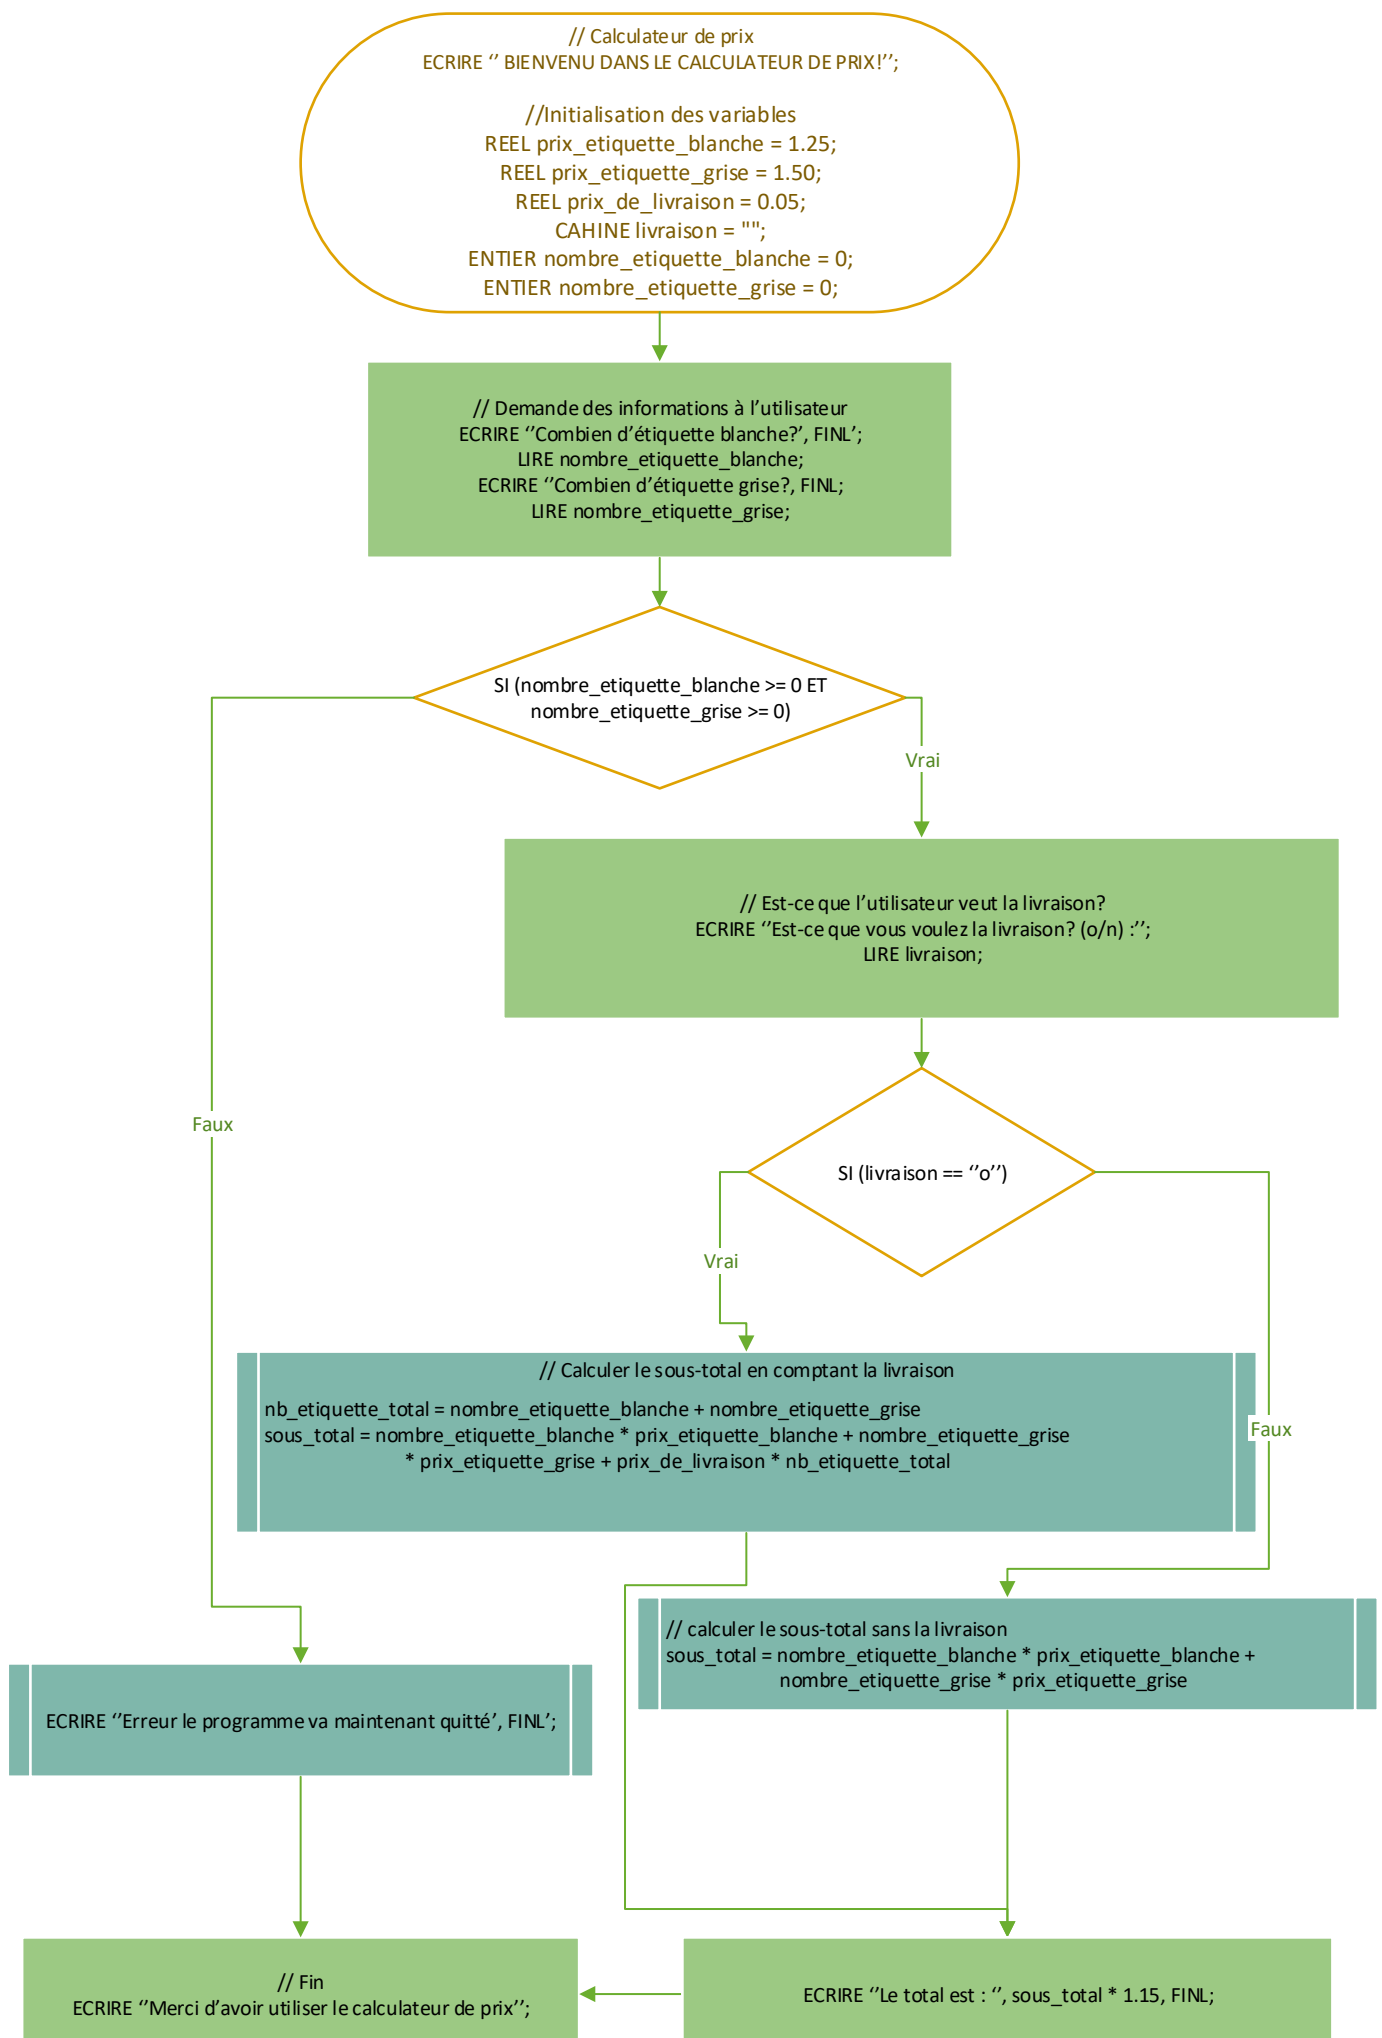 // Calculateur de prix
ECRIRE ‘’ BIENVENU DANS LE CALCULATEUR DE PRIX!’’;
//Initialisation des variables
REEL prix_etiquette_blanche = 1.25;
REEL prix_etiquette_grise = 1.50;
REEL prix_de_livraison = 0.05;
CAHINE livraison = "";
ENTIER nombre_etiquette_blanche = 0;
ENTIER nombre_etiquette_grise = 0;
// Demande des informations à l’utilisateur
ECRIRE ‘’Combien d’étiquette blanche?’, FINL’;
LIRE nombre_etiquette_blanche;
ECRIRE ‘’Combien d’étiquette grise?, FINL;
LIRE nombre_etiquette_grise;
SI (nombre_etiquette_blanche >= 0 ET
nombre_etiquette_grise >= 0)
Vrai
// Est-ce que l’utilisateur veut la livraison?
ECRIRE ‘’Est-ce que vous voulez la livraison? (o/n) :’’;
LIRE livraison;
Faux
SI (livraison == ‘’o’’)
Vrai
// Calculer le sous-total en comptant la livraison
nb_etiquette_total = nombre_etiquette_blanche + nombre_etiquette_grise
sous_total = nombre_etiquette_blanche * prix_etiquette_blanche + nombre_etiquette_grise
* prix_etiquette_grise + prix_de_livraison * nb_etiquette_total
Faux
// calculer le sous-total sans la livraison
sous_total = nombre_etiquette_blanche * prix_etiquette_blanche +
nombre_etiquette_grise * prix_etiquette_grise
ECRIRE ‘’Erreur le programme va maintenant quitté’, FINL’;
// Fin
ECRIRE ‘’Merci d’avoir utiliser le calculateur de prix’’;
ECRIRE ‘’Le total est : ‘’, sous_total * 1.15, FINL;